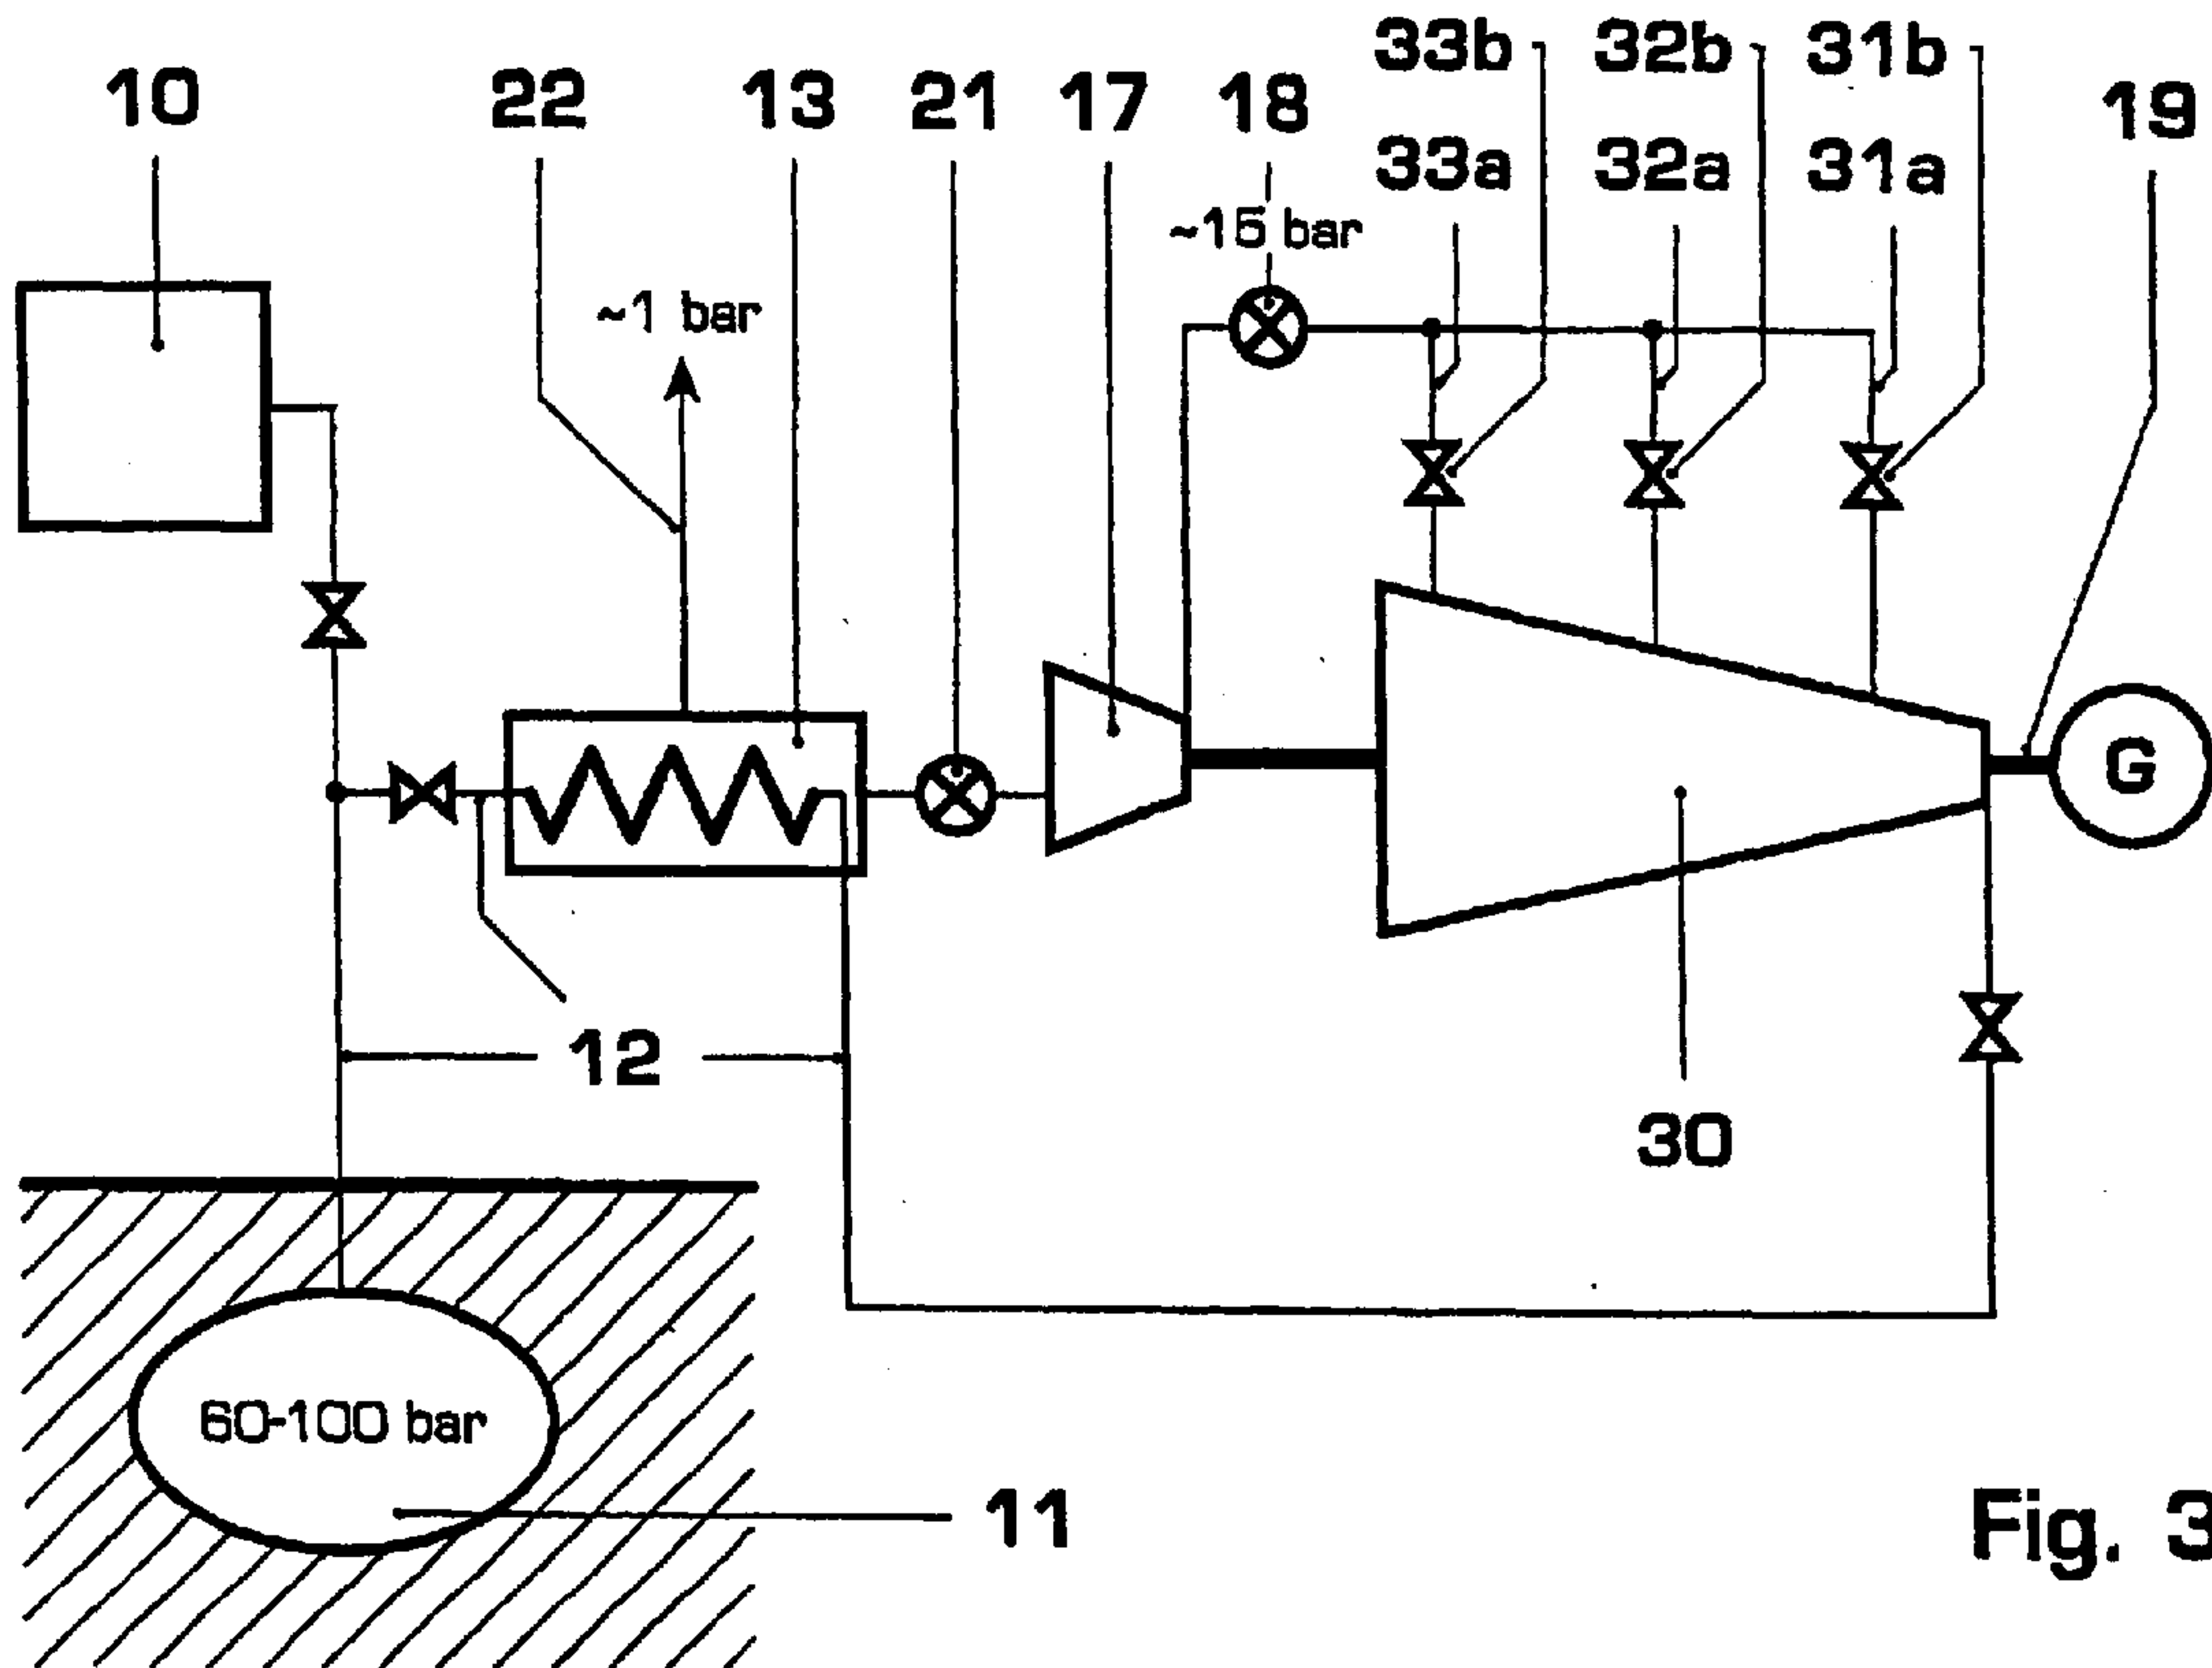 33b 32b 31b
10 22 13 21 17 18 19
33a 32a 31a
~15 bar
~1 bar
G
12
30
60-100 bar
11
Fig. 3